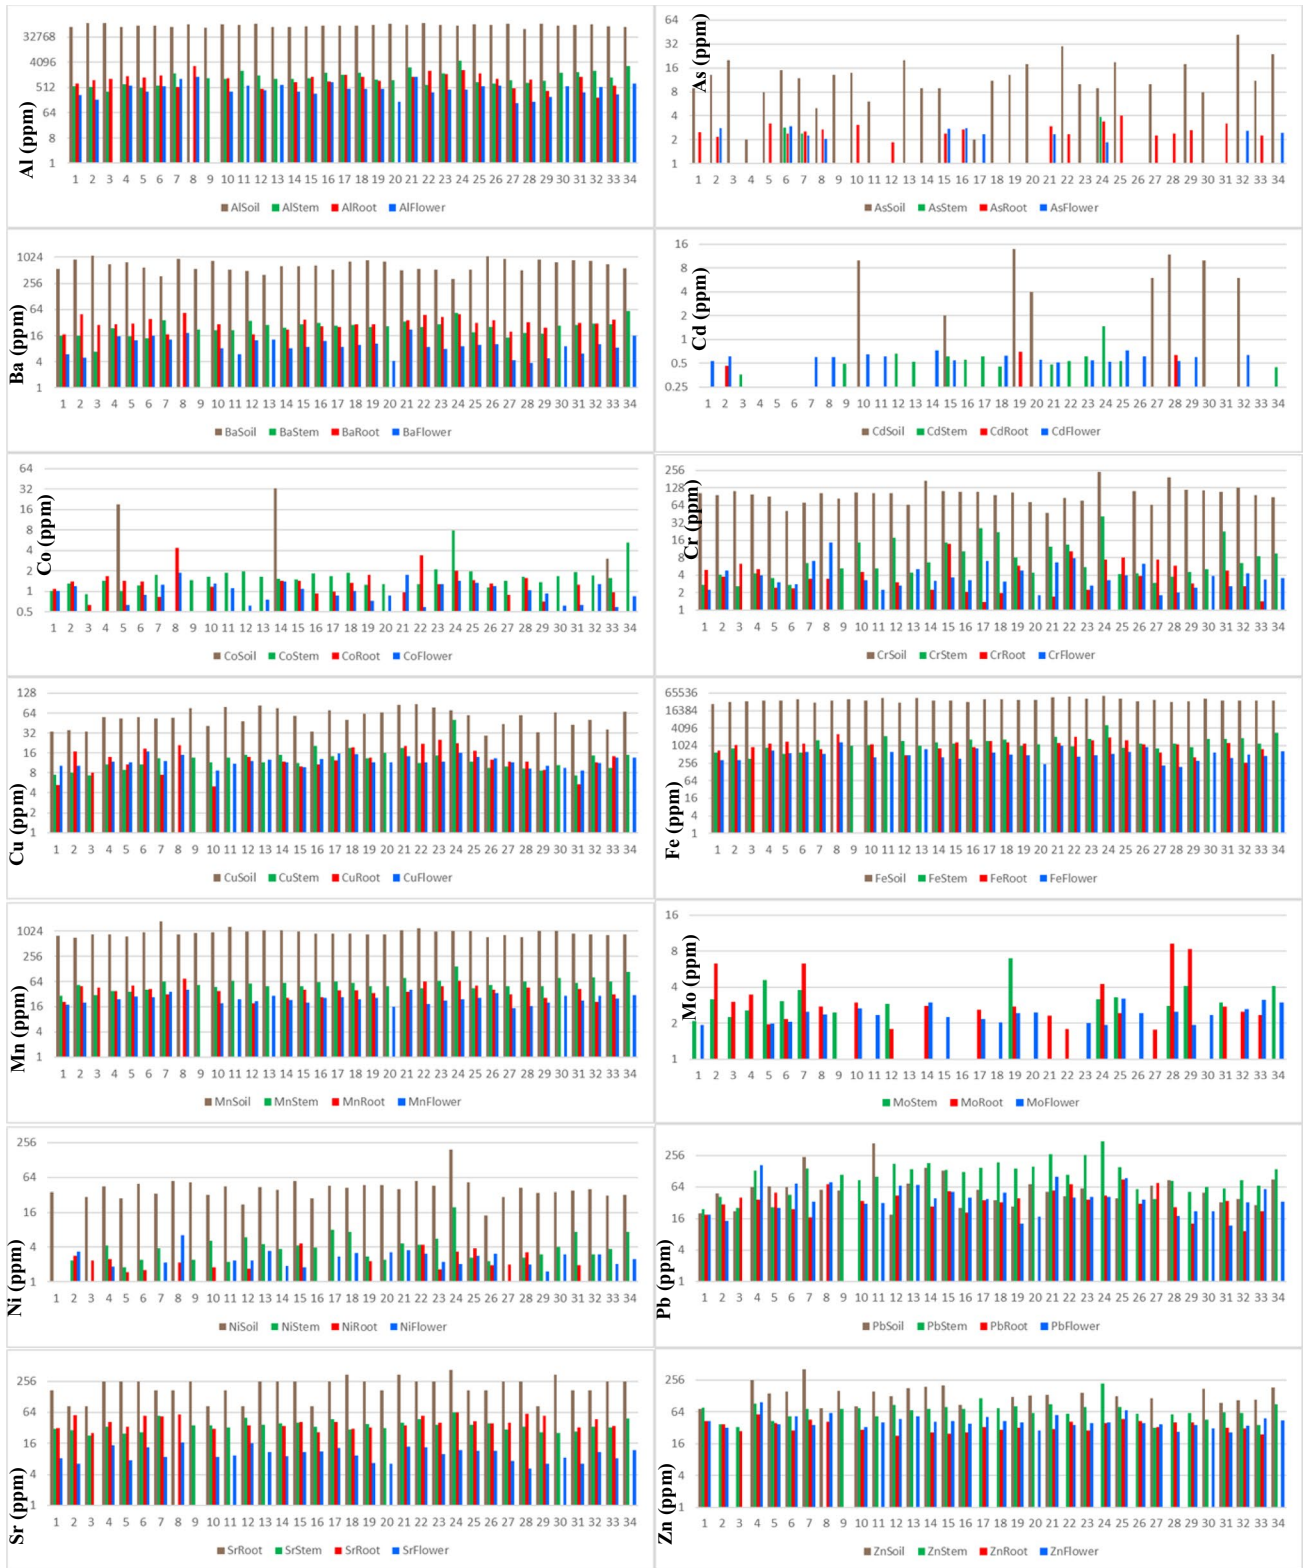 Al (ppm)
32768
4096
512
64
8
1
1 2 3 4 5 6 7 8 9 10 11 12 13 14 15 16 17 18 19 20 21 22 23 24 25 26 27 28 29 30 31 32 33 34
AlSoil AlStem AlRoot AlFlower
As (ppm)
64
32
16
8
4
2
1
1 2 3 4 5 6 7 8 9 10 11 12 13 14 15 16 17 18 19 20 21 22 23 24 25 26 27 28 29 30 31 32 33 34
AsSoil AsStem AsRoot AsFlower
Ba (ppm)
1024
256
64
16
4
1
1 2 3 4 5 6 7 8 9 10 11 12 13 14 15 16 17 18 19 20 21 22 23 24 25 26 27 28 29 30 31 32 33 34
BaSoil BaStem BaRoot BaFlower
Cd (ppm)
16
8
4
2
1
0.5
0.25
1 2 3 4 5 6 7 8 9 10 11 12 13 14 15 16 17 18 19 20 21 22 23 24 25 26 27 28 29 30 31 32 33 34
CdSoil CdStem CdRoot CdFlower
Co (ppm)
64
32
16
8
4
2
1
0.5
1 2 3 4 5 6 7 8 9 10 11 12 13 14 15 16 17 18 19 20 21 22 23 24 25 26 27 28 29 30 31 32 33 34
CoSoil CoStem CoRoot CoFlower
Cr (ppm)
256
128
64
32
16
8
4
2
1
1 2 3 4 5 6 7 8 9 10 11 12 13 14 15 16 17 18 19 20 21 22 23 24 25 26 27 28 29 30 31 32 33 34
CrSoil CrStem CrRoot CrFlower
Cu (ppm)
128
64
32
16
8
4
2
1
1 2 3 4 5 6 7 8 9 10 11 12 13 14 15 16 17 18 19 20 21 22 23 24 25 26 27 28 29 30 31 32 33 34
CuSoil CuStem CuRoot CuFlower
Fe (ppm)
65536
16384
4096
1024
256
64
16
4
1
1 2 3 4 5 6 7 8 9 10 11 12 13 14 15 16 17 18 19 20 21 22 23 24 25 26 27 28 29 30 31 32 33 34
FeSoil FeStem FeRoot FeFlower
Mn (ppm)
1024
256
64
16
4
1
1 2 3 4 5 6 7 8 9 10 11 12 13 14 15 16 17 18 19 20 21 22 23 24 25 26 27 28 29 30 31 32 33 34
MnSoil MnStem MnRoot MnFlower
Mo (ppm)
16
8
4
2
1
1 2 3 4 5 6 7 8 9 10 11 12 13 14 15 16 17 18 19 20 21 22 23 24 25 26 27 28 29 30 31 32 33 34
MoStem MoRoot MoFlower
Ni (ppm)
256
64
16
4
1
1 2 3 4 5 6 7 8 9 10 11 12 13 14 15 16 17 18 19 20 21 22 23 24 25 26 27 28 29 30 31 32 33 34
NiSoil NiStem NiRoot NiFlower
Pb (ppm)
256
64
16
4
1
1 2 3 4 5 6 7 8 9 10 11 12 13 14 15 16 17 18 19 20 21 22 23 24 25 26 27 28 29 30 31 32 33 34
PbSoil PbStem PbRoot PbFlower
Sr (ppm)
256
64
16
4
1
1 2 3 4 5 6 7 8 9 10 11 12 13 14 15 16 17 18 19 20 21 22 23 24 25 26 27 28 29 30 31 32 33 34
SrRoot SrStem SrRoot SrFlower
Zn (ppm)
256
64
16
4
1
1 2 3 4 5 6 7 8 9 10 11 12 13 14 15 16 17 18 19 20 21 22 23 24 25 26 27 28 29 30 31 32 33 34
ZnSoil ZnStem ZnRoot ZnFlower